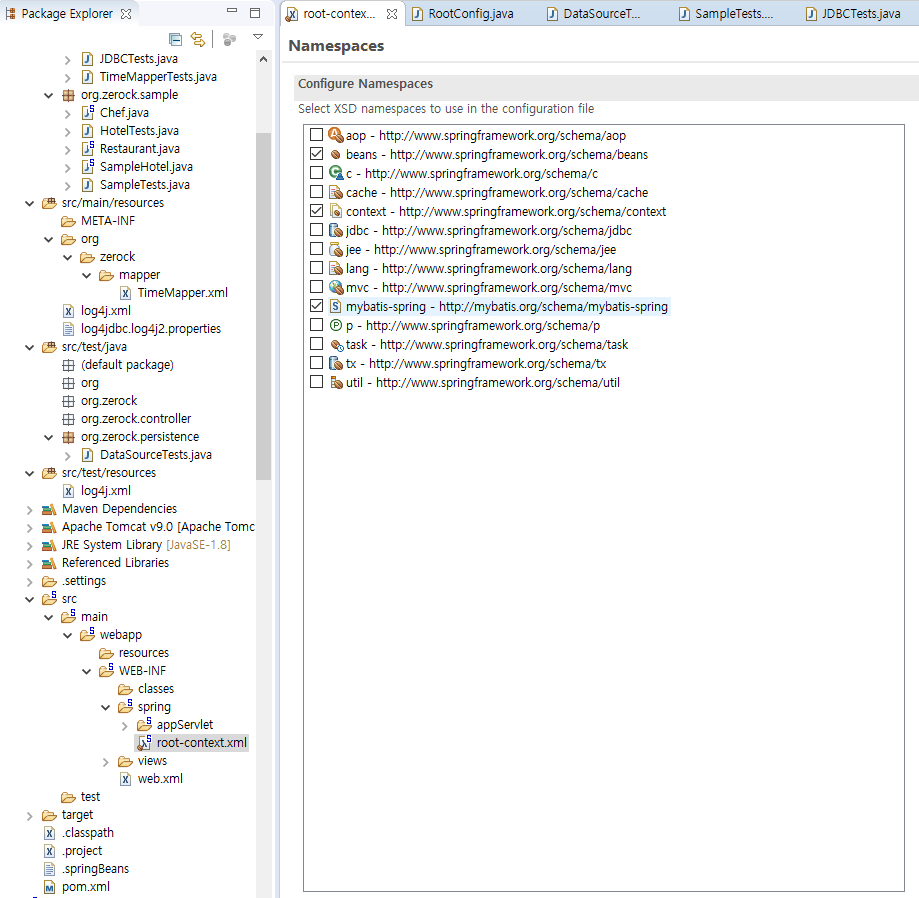 Package Explorer
JDBCTests.java
TimeMapperTests.java
org.zerock.sample
Chef.java
HotelTests.java
Restaurant.java
SampleHotel.java
SampleTests.java
src/main/resources
META-INF
org
zerock
mapper
TimeMapper.xml
log4j.xml
log4jdbc.log4j2.properties
src/test/java
(default package)
org
org.zerock
org.zerock.controller
org.zerock.persistence
DataSourceTests.java
src/test/resources
log4j.xml
Maven Dependencies
Apache Tomcat v9.0 [Apache Tomc
JRE System Library [JavaSE-1.8]
Referenced Libraries
.settings
src
main
webapp
resources
WEB-INF
classes
spring
appServlet
root-context.xml
views
web.xml
test
target
.classpath
.project
.springBeans
pom.xml
root-contex...
RootConfig.java
DataSourceT...
SampleTests....
JDBCTests.java
Namespaces
Configure Namespaces
Select XSD namespaces to use in the configuration file
aop - http://www.springframework.org/schema/aop
beans - http://www.springframework.org/schema/beans
c - http://www.springframework.org/schema/c
cache - http://www.springframework.org/schema/cache
context - http://www.springframework.org/schema/context
jdbc - http://www.springframework.org/schema/jdbc
jee - http://www.springframework.org/schema/jee
lang - http://www.springframework.org/schema/lang
mvc - http://www.springframework.org/schema/mvc
mybatis-spring - http://mybatis.org/schema/mybatis-spring
p - http://www.springframework.org/schema/p
task - http://www.springframework.org/schema/task
tx - http://www.springframework.org/schema/tx
util - http://www.springframework.org/schema/util